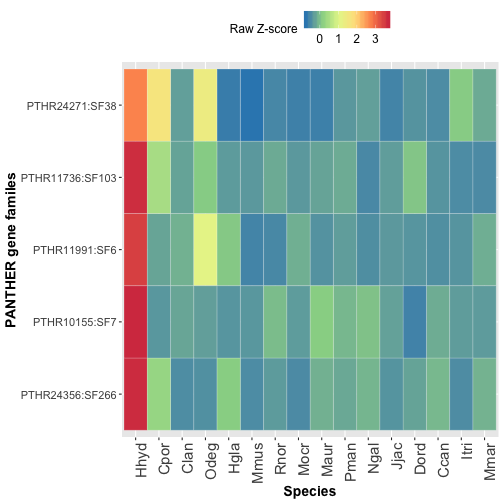 Raw Z-score
0 1 2 3
PANTHER gene familes
PTHR24271:SF38
PTHR11736:SF103
PTHR11991:SF6
PTHR10155:SF7
PTHR24356:SF266
Hhyd Cpor Clan Odeg Hgla Mmus Rnor Mocr Maur Pman Ngal Jjac Dord Ccan Itri Mmar
Species